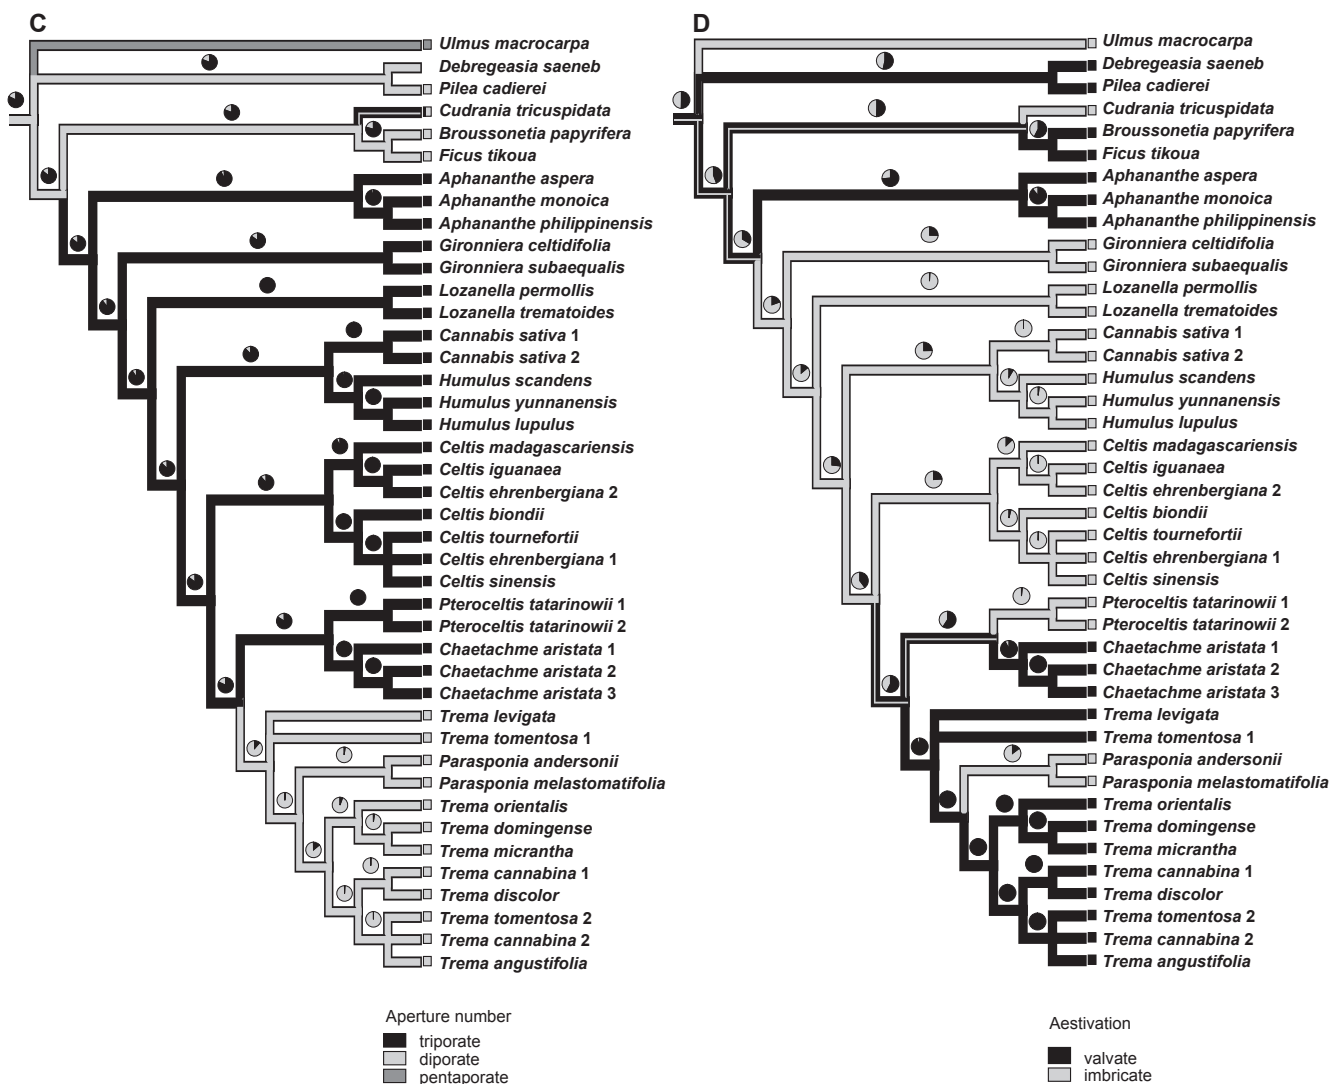 C
Ulmus macrocarpa
Debregeasia saeneb
Pilea cadierei
Cudrania tricuspidata
Broussonetia papyrifera
Ficus tikoua
Aphananthe aspera
Aphananthe monoica
Aphananthe philippinensis
Gironniera celtidifolia
Gironniera subaequalis
Lozanella permollis
Lozanella trematoides
Cannabis sativa 1
Cannabis sativa 2
Humulus scandens
Humulus yunnanensis
Humulus lupulus
Celtis madagascariensis
Celtis iguanaea
Celtis ehrenbergiana 2
Celtis biondii
Celtis tournefortii
Celtis ehrenbergiana 1
Celtis sinensis
Pteroceltis tatarinowii 1
Pteroceltis tatarinowii 2
Chaetachme aristata 1
Chaetachme aristata 2
Chaetachme aristata 3
Trema levigata
Trema tomentosa 1
Parasponia andersonii
Parasponia melastomatifolia
Trema orientalis
Trema domingense
Trema micrantha
Trema cannabina 1
Trema discolor
Trema tomentosa 2
Trema cannabina 2
Trema angustifolia
Aperture number
triporate
diporate
pentaporate
D
Ulmus macrocarpa
Debregeasia saeneb
Pilea cadierei
Cudrania tricuspidata
Broussonetia papyrifera
Ficus tikoua
Aphananthe aspera
Aphananthe monoica
Aphananthe philippinensis
Gironniera celtidifolia
Gironniera subaequalis
Lozanella permollis
Lozanella trematoides
Cannabis sativa 1
Cannabis sativa 2
Humulus scandens
Humulus yunnanensis
Humulus lupulus
Celtis madagascariensis
Celtis iguanaea
Celtis ehrenbergiana 2
Celtis biondii
Celtis tournefortii
Celtis ehrenbergiana 1
Celtis sinensis
Pteroceltis tatarinowii 1
Pteroceltis tatarinowii 2
Chaetachme aristata 1
Chaetachme aristata 2
Chaetachme aristata 3
Trema levigata
Trema tomentosa 1
Parasponia andersonii
Parasponia melastomatifolia
Trema orientalis
Trema domingense
Trema micrantha
Trema cannabina 1
Trema discolor
Trema tomentosa 2
Trema cannabina 2
Trema angustifolia
Aestivation
valvate
imbricate